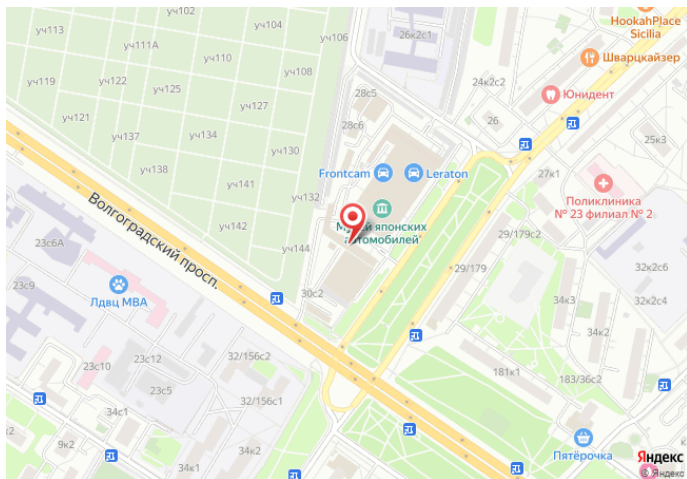 уч102
уч103
уч104
уч106
уч111А
уч110
уч108
уч119
уч122
уч112
уч125
уч127
уч121
уч137
уч134
уч130
уч138
уч141
уч132
уч142
уч144
26к2с1
28с5
28с6
24к2с2
26
25к3
27к1
HookahPlace
Sicilia
Шварцкайзер
Юнидент
Frontcam
Leraton
Поликлиника
№ 23 филиал № 2
японских
автомобилей
29/179с2
29/179
32к2с6
32к2с4
34к3
34к2
Волгоградский просп.
23с6А
23с9
Лдвц МВА
30с2
23с12
23с10
23с5
32/156с2
32/156с1
34с1
9к2
34к1
34к2
181к1
183/36с2
Пятёрочка
Яндекс
© Яндекс